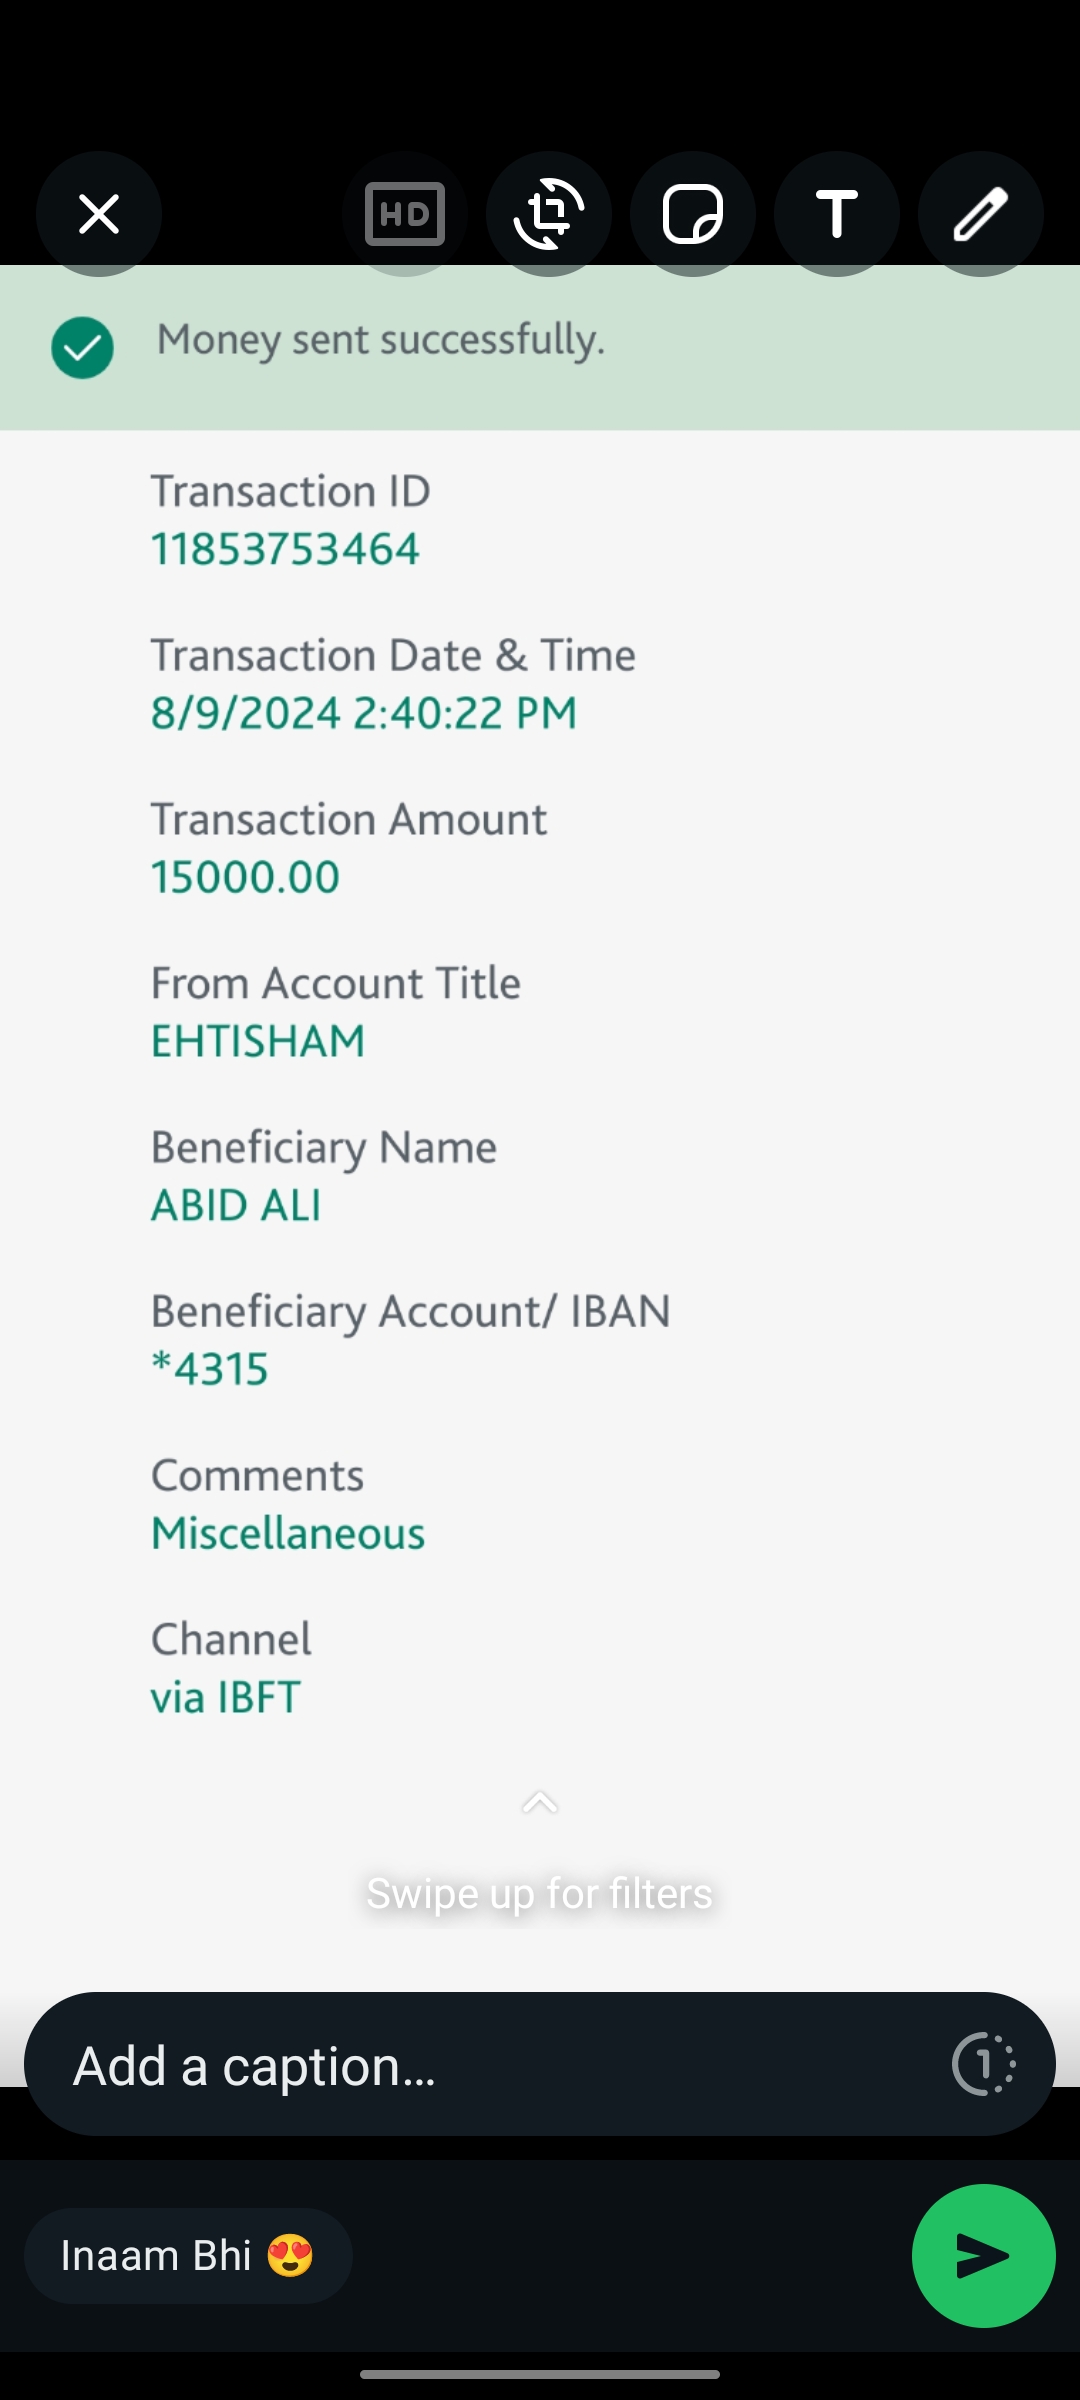 HD
T
Money sent successfully.
Transaction ID
11853753464
Transaction Date & Time
8/9/2024 2:40:22 PM
Transaction Amount
15000.00
From Account Title
EHTISHAM
Beneficiary Name
ABID ALI
Beneficiary Account/ IBAN
*4315
Comments
Miscellaneous
Channel
via IBFT
Swipe up for filters
Add a caption...
1
Inaam Bhi 😍